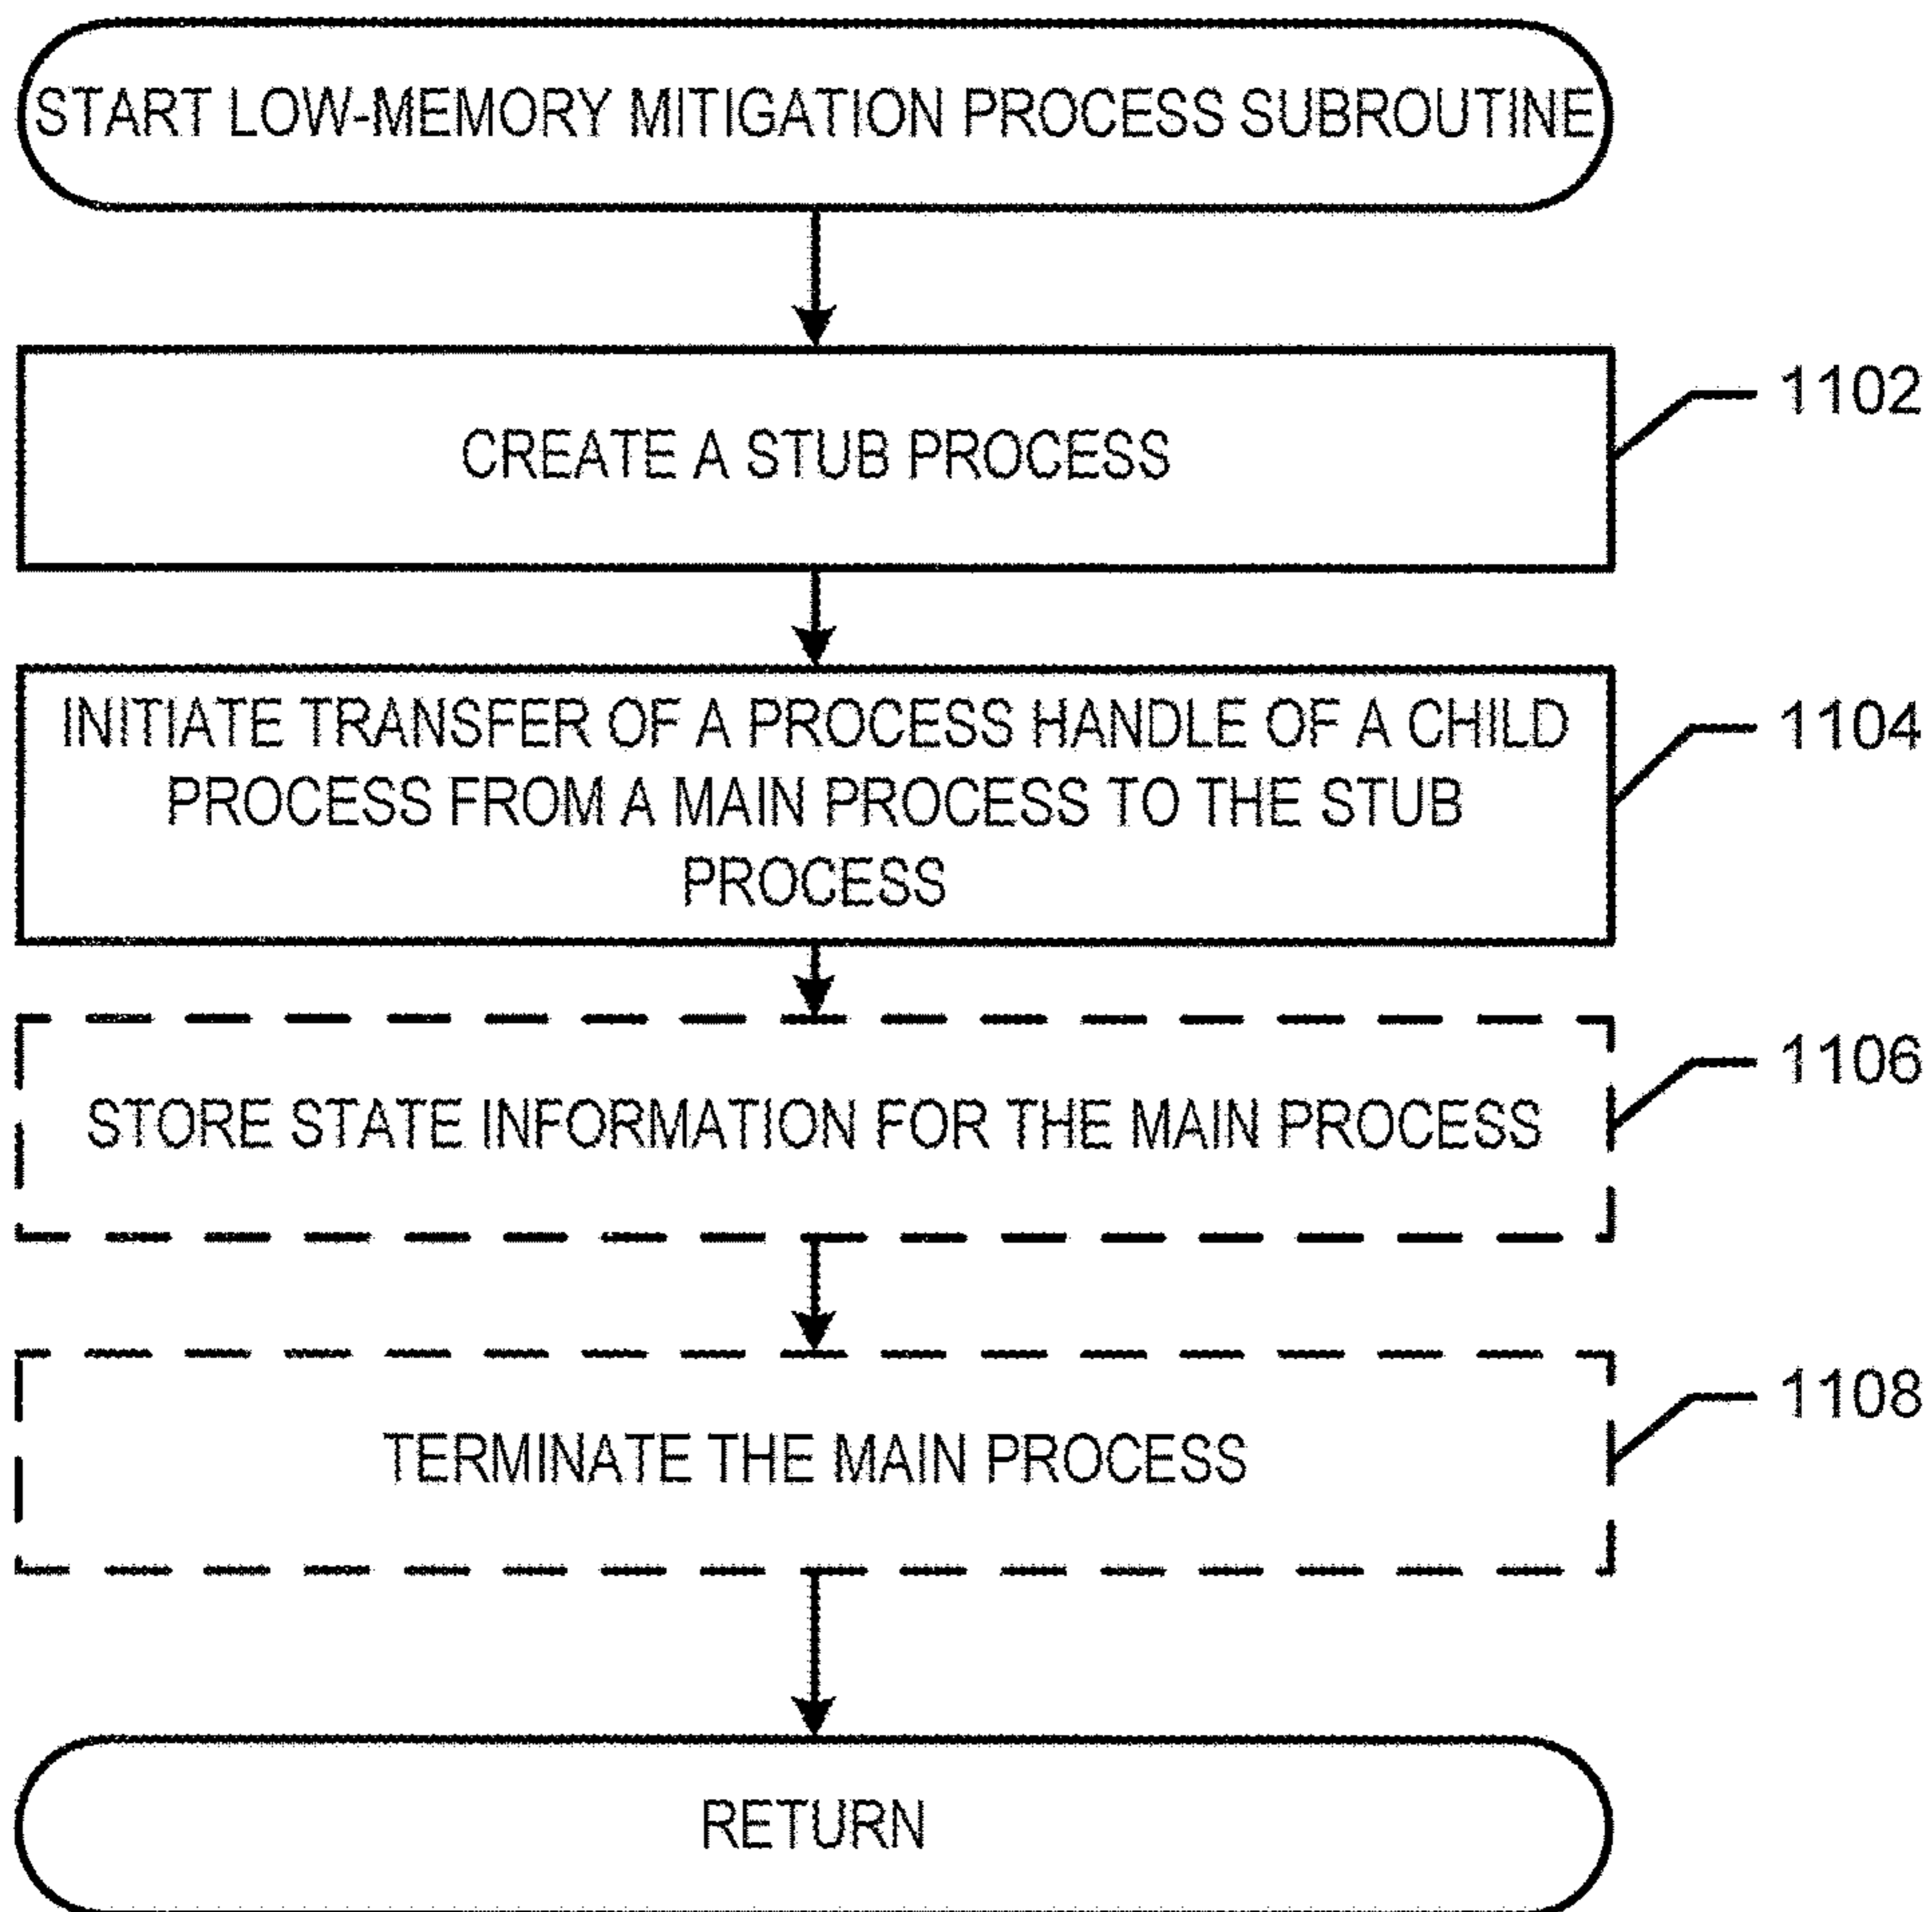 START LOW-MEMORY MITIGATION PROCESS SUBROUTINE
CREATE A STUB PROCESS
1102
INITIATE TRANSFER OF A PROCESS HANDLE OF A CHILD
PROCESS FROM A MAIN PROCESS TO THE STUB
PROCESS
1104
STORE STATE INFORMATION FOR THE MAIN PROCESS
1106
TERMINATE THE MAIN PROCESS
1108
RETURN